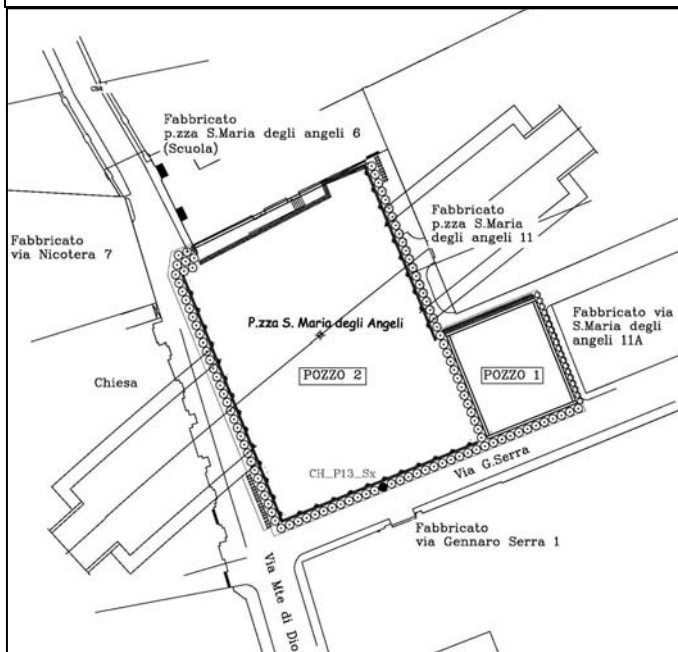 Fabbricato
p.zza S.Maria degli angeli 6
(Scuola)
Fabbricato
via Nicotera 7
Fabbricato
p.zza S.Maria
degli angeli 11
P.zza S. Maria degli Angeli
Fabbricato via
S.Maria degli
angeli 11A
Chiesa
POZZO 2
POZZO 1
CH_P13_Sx
Via G.Serra
Fabbricato
via Gennaro Serra 1
Via Mte di Dio